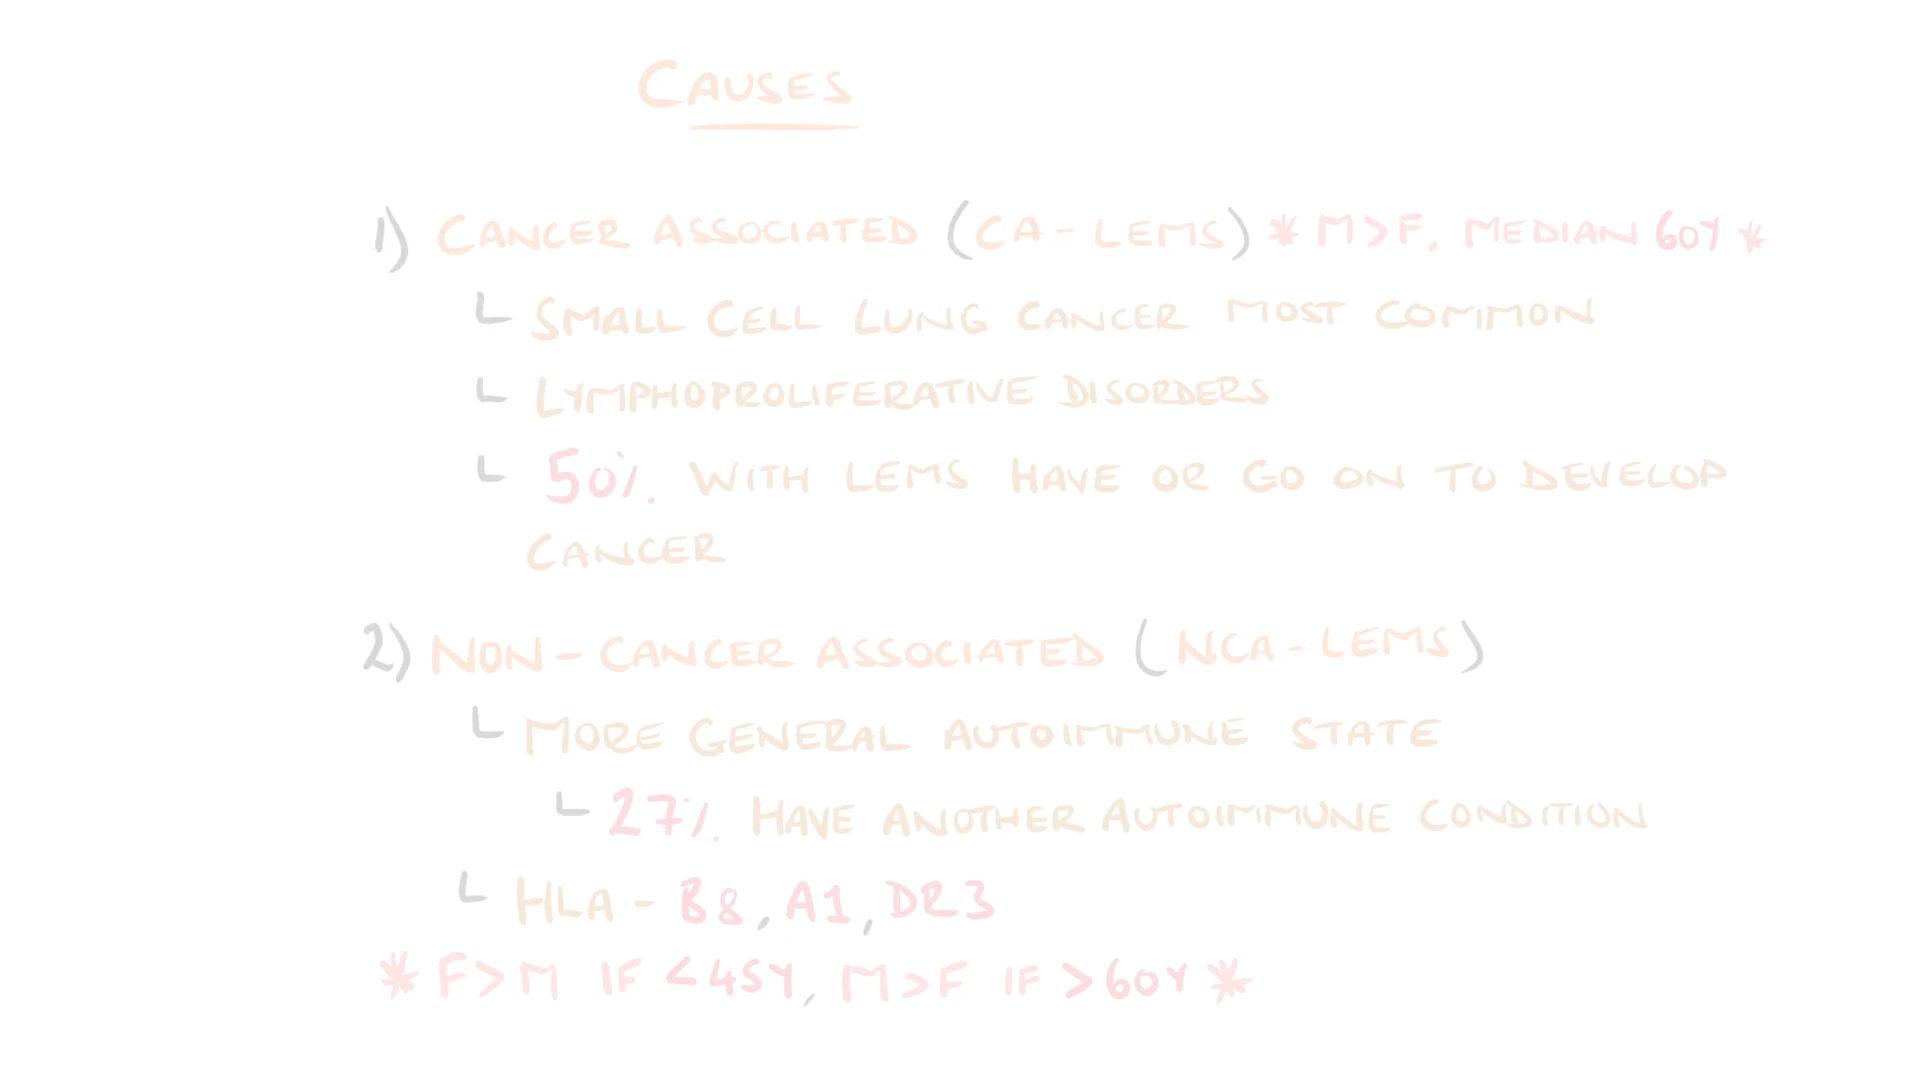 CAUSES
1) CANCER ASSOCIATED (CA - LEMS) * M > F, MEDIAN 60Y *
SMALL CELL LUNG CANCER MOST COMMON
LYMPHOPROLIFERATIVE DISORDERS
50% WITH LEMS HAVE OR GO ON TO DEVELOP
CANCER
2) NON - CANCER ASSOCIATED (NCA - LEMS)
MORE GENERAL AUTOIMMUNE STATE
27% HAVE ANOTHER AUTOIMMUNE CONDITION
HLA - B8, A1, DR3
* F > M IF < 45Y, M > F IF > 60Y *